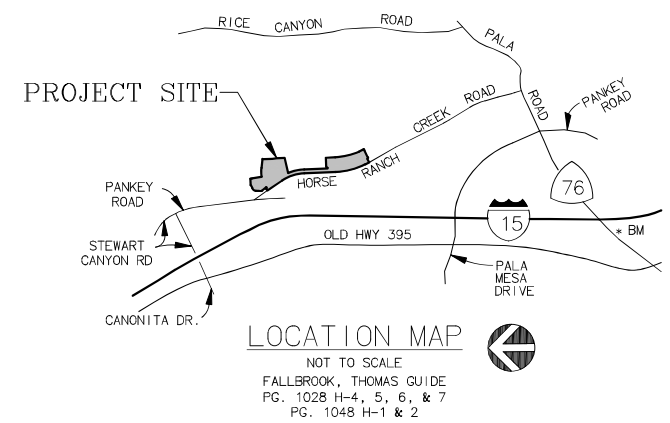 RICE CANYON ROAD
PALA
ROAD
PROJECT SITE
PANKEY
ROAD
HORSE RANCH CREEK ROAD
PANKEY
ROAD
76
15
* BM
OLD HWY 395
STEWART
CANYON RD
PALA
MESA
DRIVE
CANONITA DR.
LOCATION MAP
NOT TO SCALE
FALLBROOK, THOMAS GUIDE
PG. 1028 H-4, 5, 6, & 7
PG. 1048 H-1 & 2